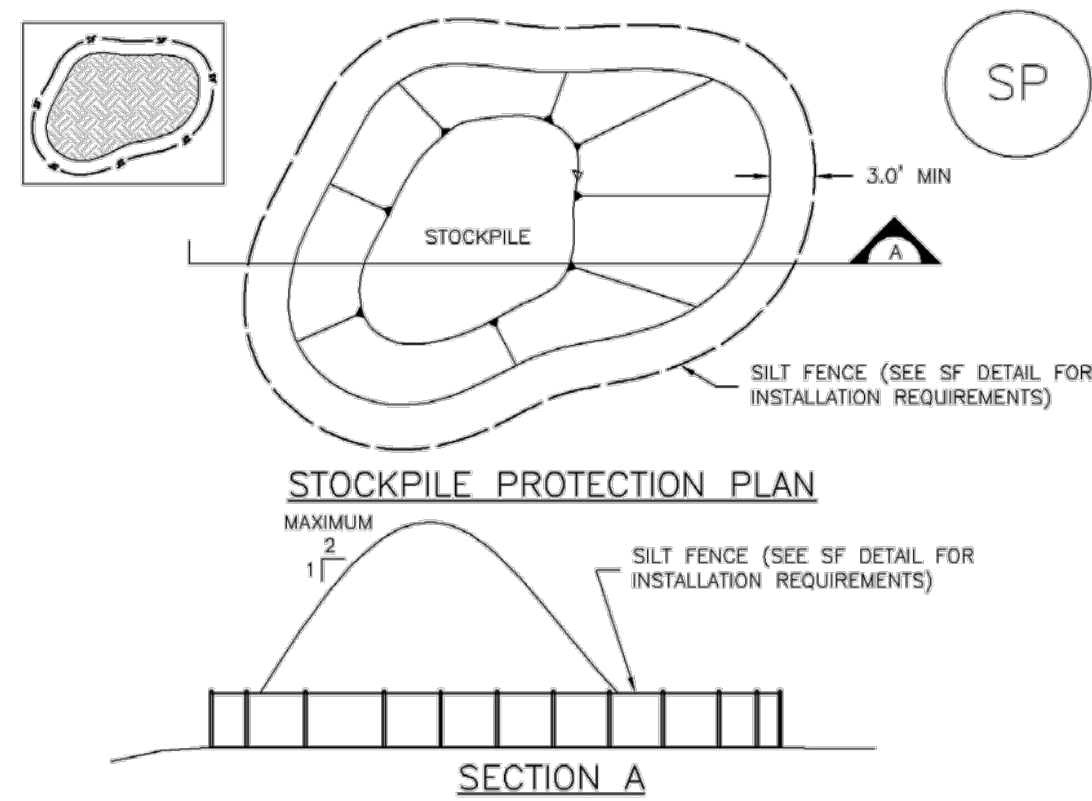 SP
3.0' MIN
STOCKPILE
A
SILT FENCE (SEE SF DETAIL FOR
INSTALLATION REQUIREMENTS)
STOCKPILE PROTECTION PLAN
MAXIMUM
2
1
SILT FENCE (SEE SF DETAIL FOR
INSTALLATION REQUIREMENTS)
SECTION A